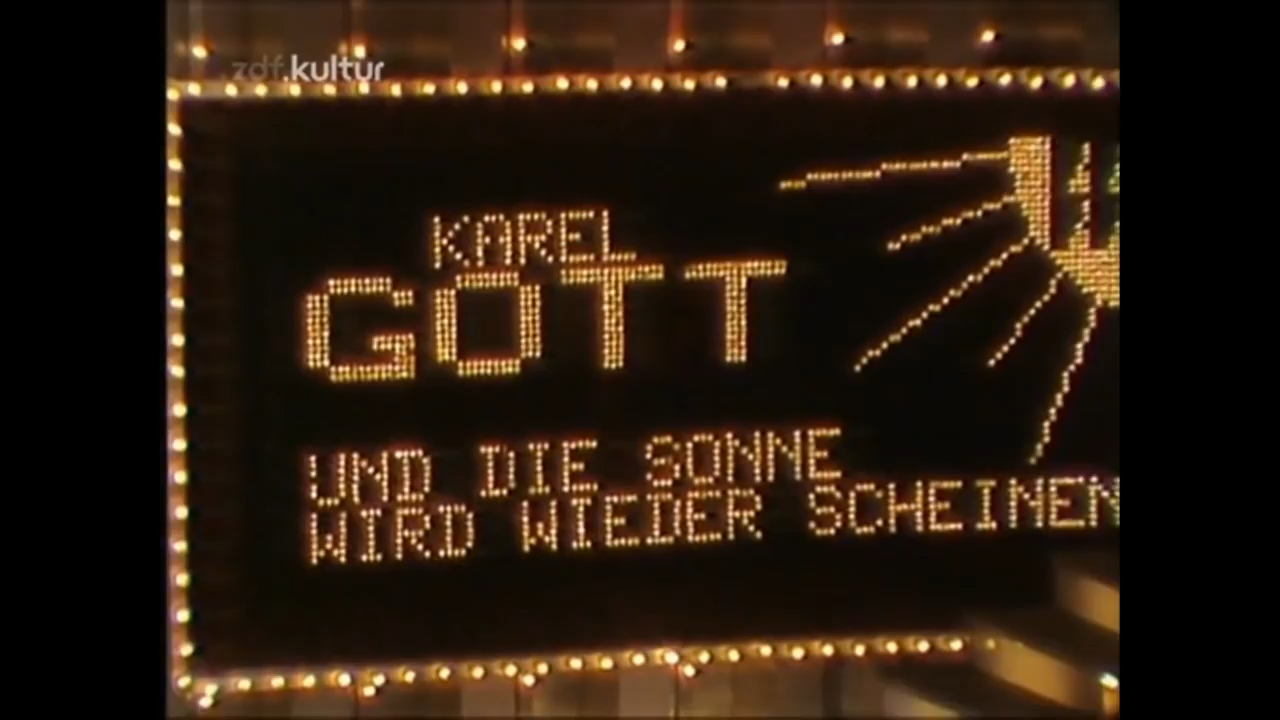 zdf.kultur
KAREL
GOTT
UND DIE SONNE
WIRD WIEDER SCHEINEN